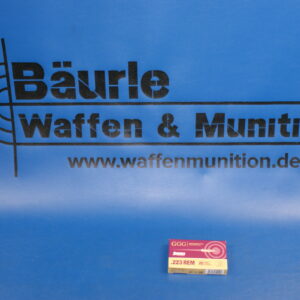 Bäurle
Waffen & Muniti
www.waffenmunition.de
GGG
.223 REM